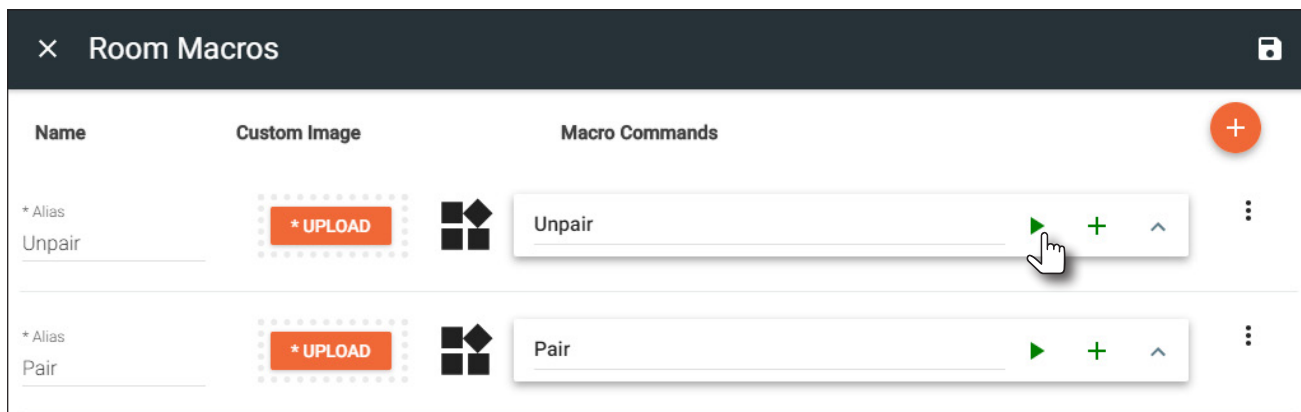 Room Macros
Name Custom Image Macro Commands
* Alias
Unpair
* UPLOAD
Unpair
* Alias
Pair
* UPLOAD
Pair